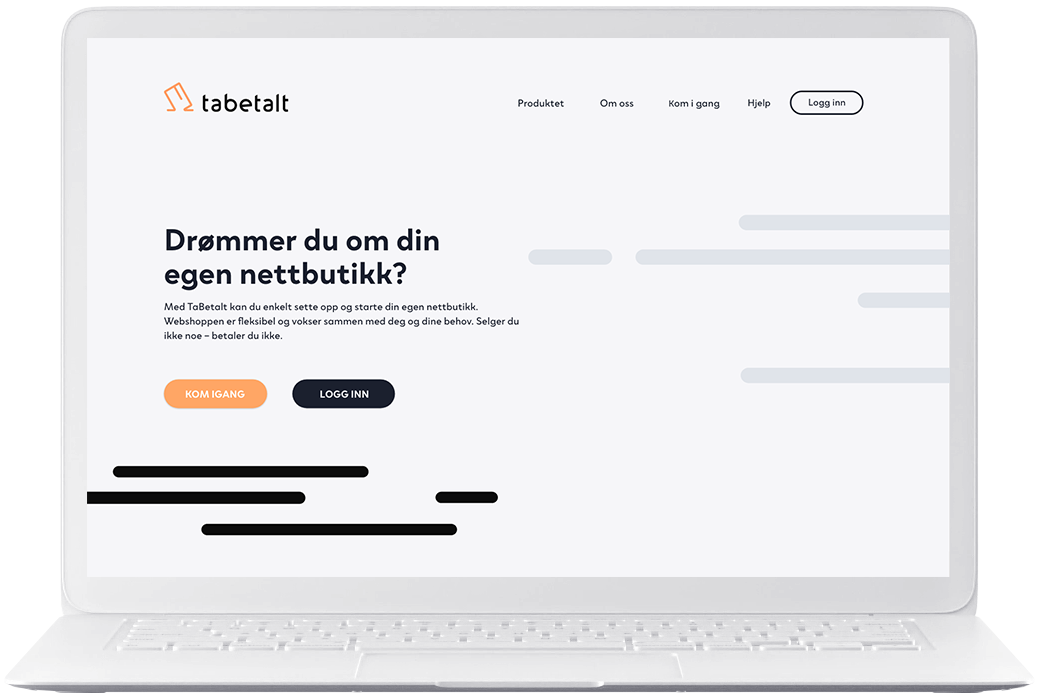 tabetalt
Produktet
Om oss
Kom i gang
Hjelp
Logg inn
Drømmer du om din
egen nettbutikk?
Med TaBetalt kan du enkelt sette opp og starte din egen nettbutikk.
Webshoppen er fleksibel og vokser sammen med deg og dine behov. Selger du
ikke noe – betaler du ikke.
KOM IGANG
LOGG INN